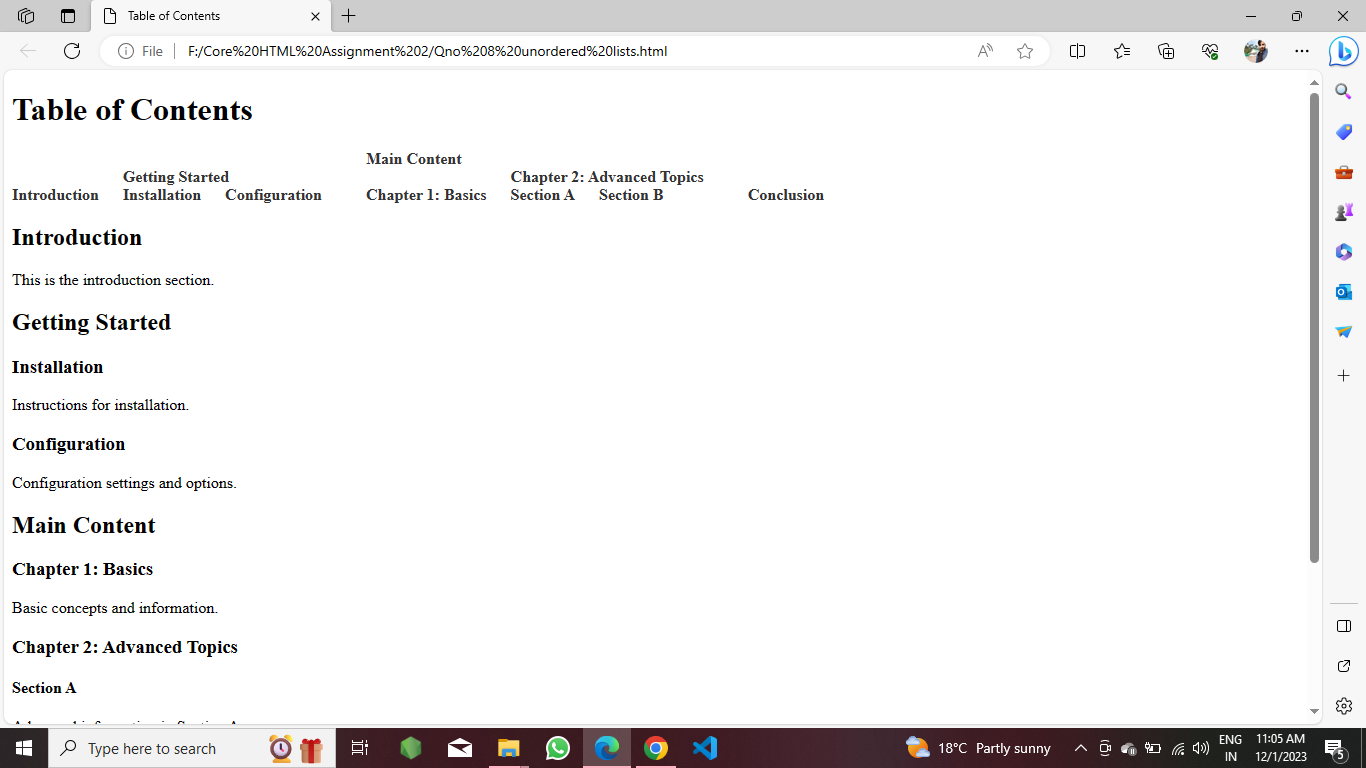 Table of Contents
File
F:/Core%20HTML%20Assignment%202/Qno%208%20unordered%20lists.html
Table of Contents
Main Content
Getting Started Chapter 2: Advanced Topics
Introduction Installation Configuration Chapter 1: Basics Section A Section B Conclusion
Introduction
This is the introduction section.
Getting Started
Installation
Instructions for installation.
Configuration
Configuration settings and options.
Main Content
Chapter 1: Basics
Basic concepts and information.
Chapter 2: Advanced Topics
Section A
Type here to search
18°C Partly sunny
ENG
IN
11:05 AM
12/1/2023
5